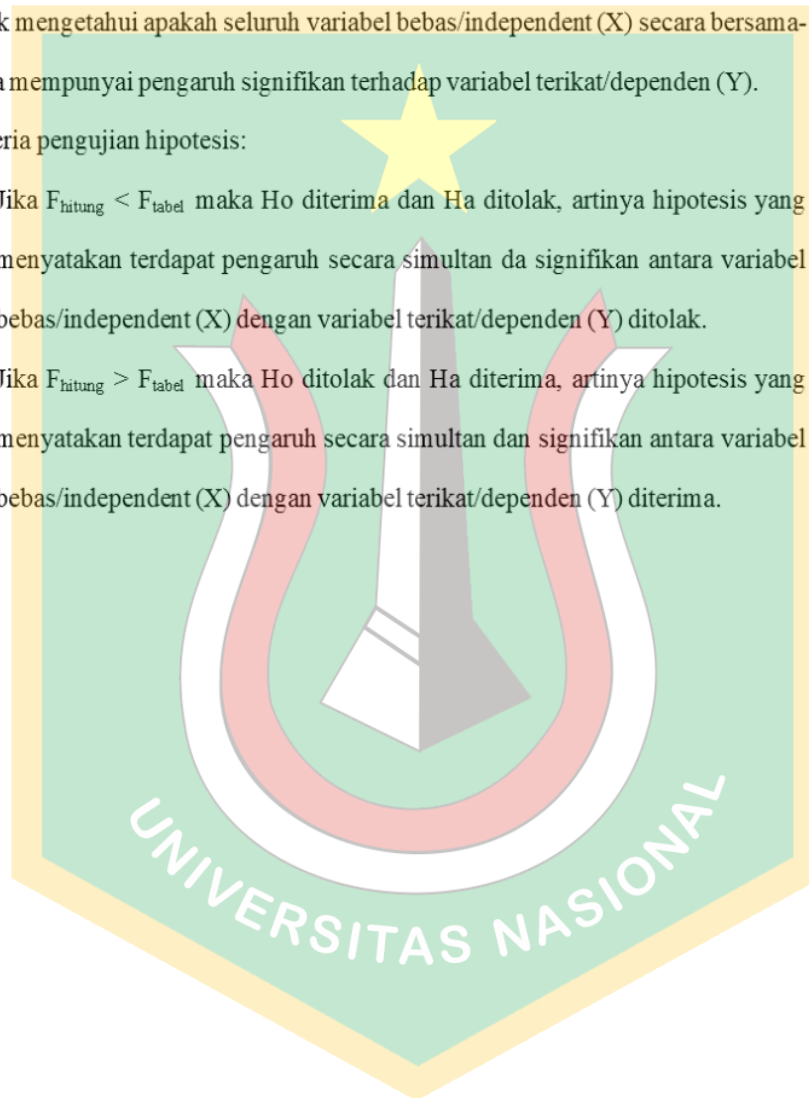 k mengetahui apakah seluruh variabel bebas/independent (X) secara bersama-
a mempunyai pengaruh signifikan terhadap variabel terikat/dependen (Y).
eria pengujian hipotesis:
Jika Fhitung < Ftabel maka Ho diterima dan Ha ditolak, artinya hipotesis yang
menyatakan terdapat pengaruh secara simultan da signifikan antara variabel
bebas/independent (X) dengan variabel terikat/dependen (Y) ditolak.
Jika Fhitung > Ftabel maka Ho ditolak dan Ha diterima, artinya hipotesis yang
menyatakan terdapat pengaruh secara simultan dan signifikan antara variabel
bebas/independent (X) dengan variabel terikat/dependen (Y) diterima.
UNIVERSITAS NASIONAL